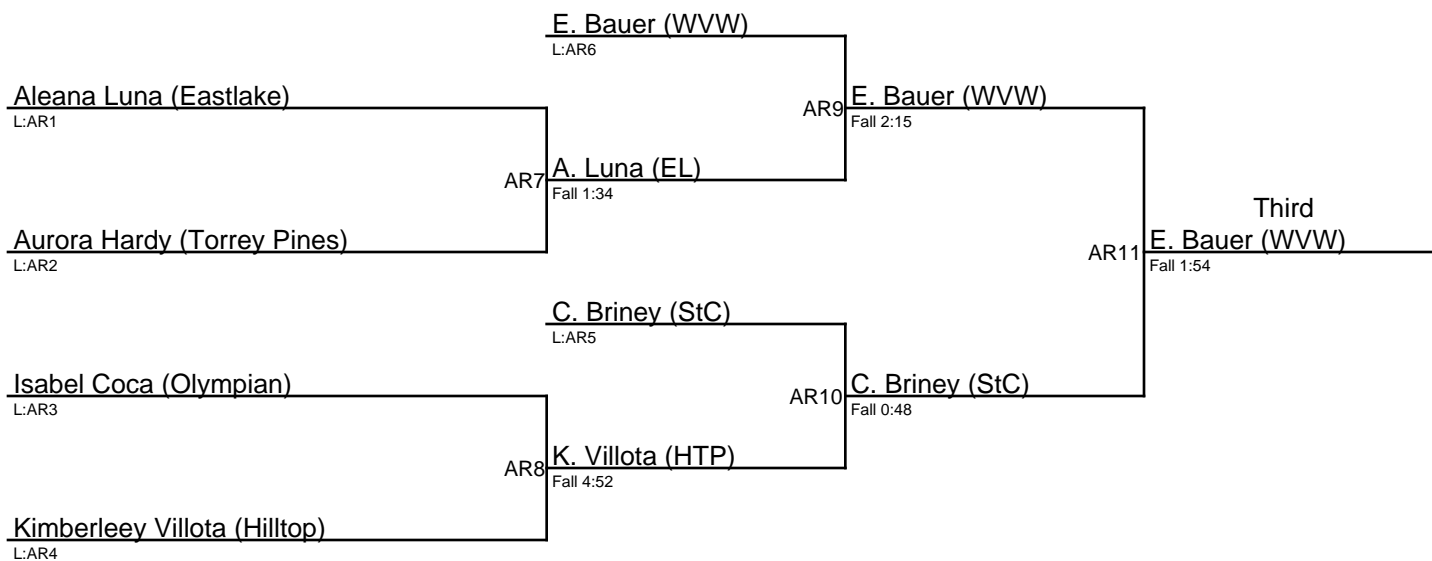 E. Bauer (WVW)
L:AR6
Aleana Luna (Eastlake)
L:AR1
AR9
E. Bauer (WVW)
Fall 2:15
AR7
A. Luna (EL)
Fall 1:34
Third
Aurora Hardy (Torrey Pines)
L:AR2
AR11
E. Bauer (WVW)
Fall 1:54
C. Briney (StC)
L:AR5
Isabel Coca (Olympian)
L:AR3
AR10
C. Briney (StC)
Fall 0:48
AR8
K. Villota (HTP)
Fall 4:52
Kimberleey Villota (Hilltop)
L:AR4